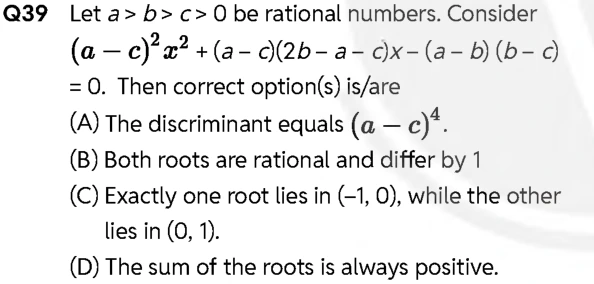 Q39 Let a > b > c > 0 be rational numbers. Consider
(a – c)²x² + (a – c)(2b – a – c)x – (a – b) (b – c)
= 0. Then correct option(s) is/are
(A) The discriminant equals (a – c)⁴.
(B) Both roots are rational and differ by 1
(C) Exactly one root lies in (–1, 0), while the other
lies in (0, 1).
(D) The sum of the roots is always positive.